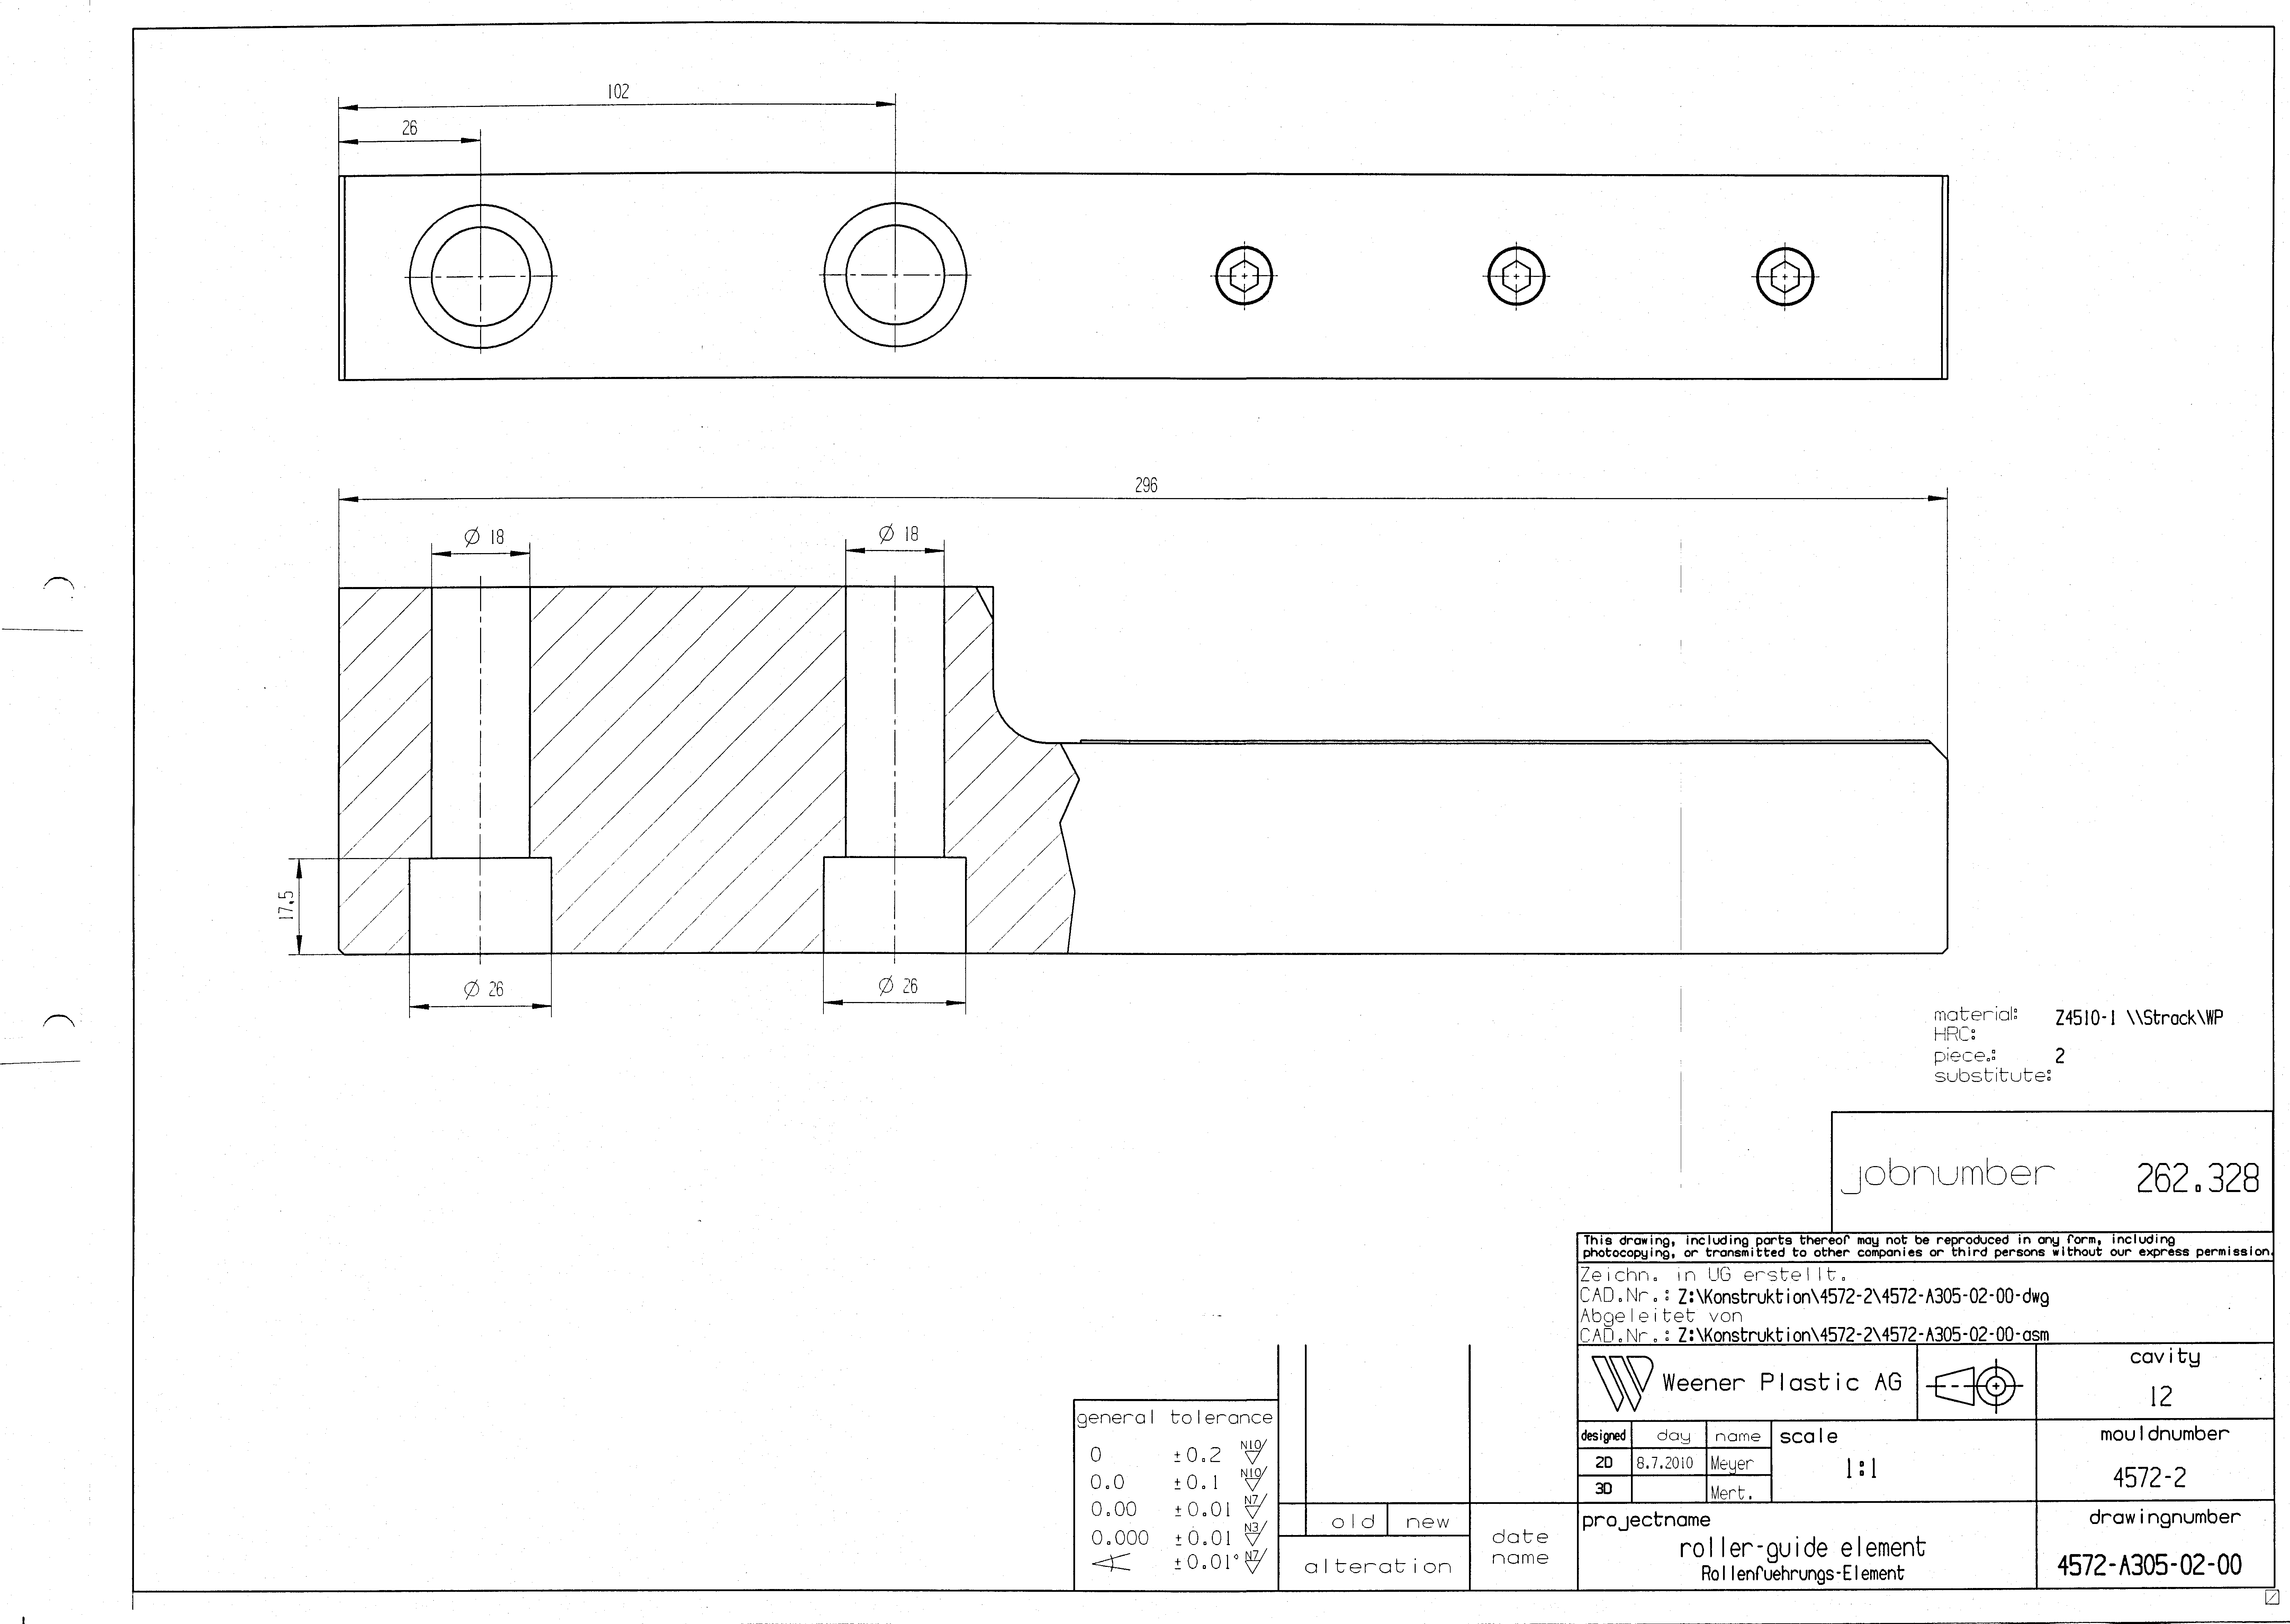 102
26
296
Ø 18
Ø 18
17.5
Ø 26
Ø 26
material: Z4510-1 \\Strack\WP
HRC:
piece.: 2
substitute:
jobnumber 262.328
This drawing, including parts thereof may not be reproduced in any form, including
photocopying, or transmitted to other companies or third persons without our express permission.
Zeichn. in UG erstellt.
CAD.Nr.: Z:\Konstruktion\4572-2\4572-A305-02-00-dwg
Abgeleitet von
CAD.Nr.: Z:\Konstruktion\4572-2\4572-A305-02-00-asm
Weener Plastic AG
cavity
12
designed day name scale
2D 8.7.2010 Meyer 1:1
3D Mert.
mouldnumber
4572-2
general tolerance
0 ±0.2 N10
0.0 ±0.1 N10
0.00 ±0.01 N7
0.000 ±0.01 N3
∢ ±0.01° N7
old new
alteration
date
name
projectname
roller-guide element
Rollenfuehrungs-Element
drawingnumber
4572-A305-02-00